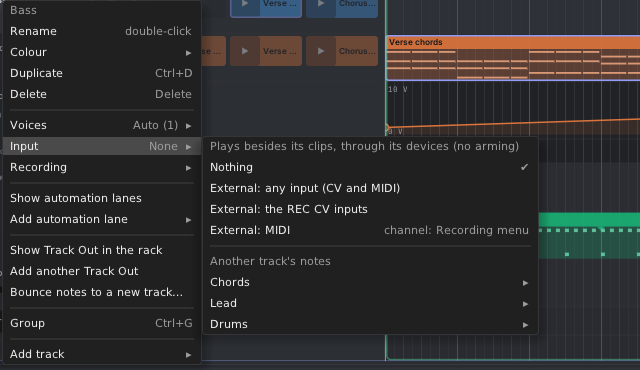 Bass
Rename double-click
Colour
Duplicate Ctrl+D
Delete Delete
Voices Auto (1)
Input None
Recording
Show automation lanes
Add automation lane
Show Track Out in the rack
Add another Track Out
Bounce notes to a new track...
Group Ctrl+G
Add track
Plays besides its clips, through its devices (no arming)
Nothing
External: any input (CV and MIDI)
External: the REC CV inputs
External: MIDI channel: Recording menu
Another track's notes
Chords
Lead
Drums
Verse ... Chorus...
Verse ... Chorus...
Verse chords
10 V
0 V